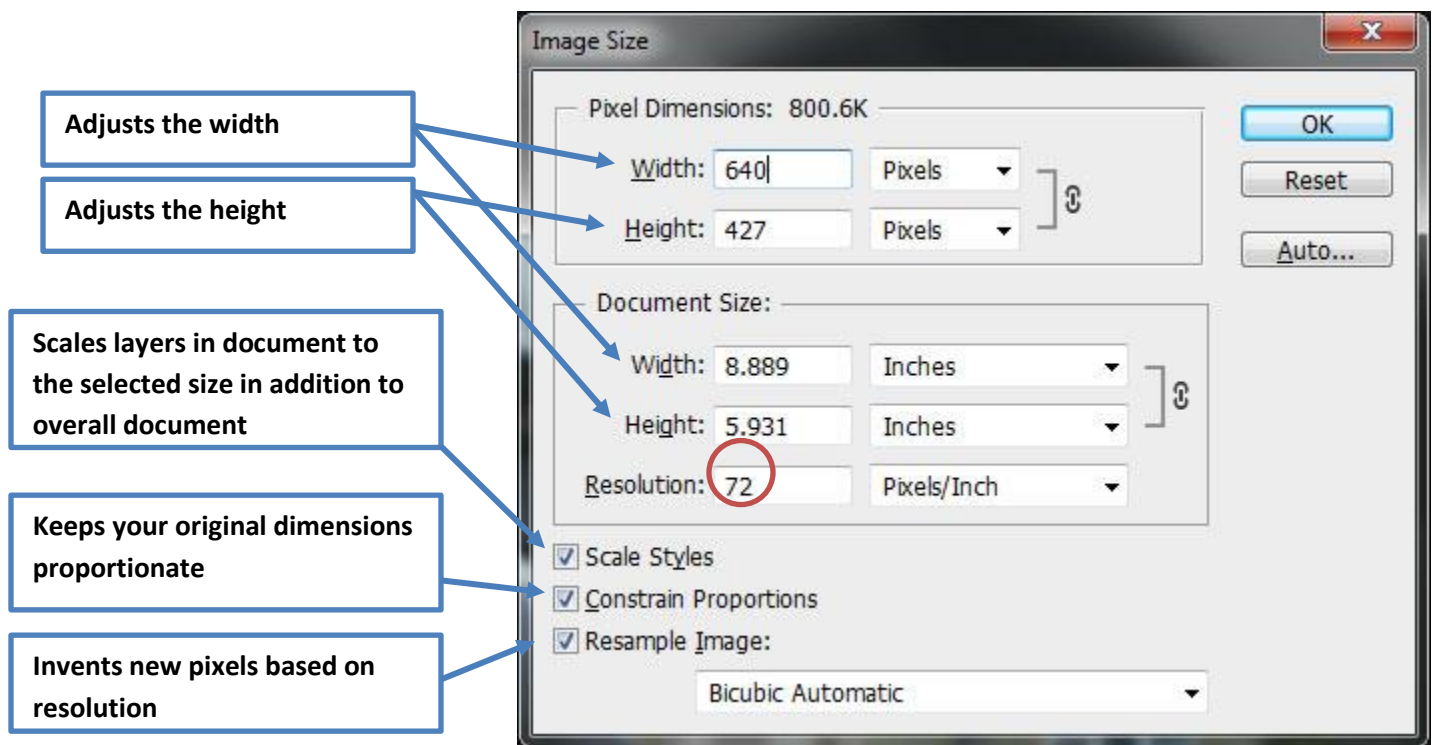 Image Size
Adjusts the width
Adjusts the height
Scales layers in document to
the selected size in addition to
overall document
Keeps your original dimensions
proportionate
Invents new pixels based on
resolution
Pixel Dimensions: 800.6K
Width: 640 Pixels
Height: 427 Pixels
OK
Reset
Auto...
Document Size:
Width: 8.889 Inches
Height: 5.931 Inches
Resolution: 72 Pixels/Inch
Scale Styles
Constrain Proportions
Resample Image:
Bicubic Automatic